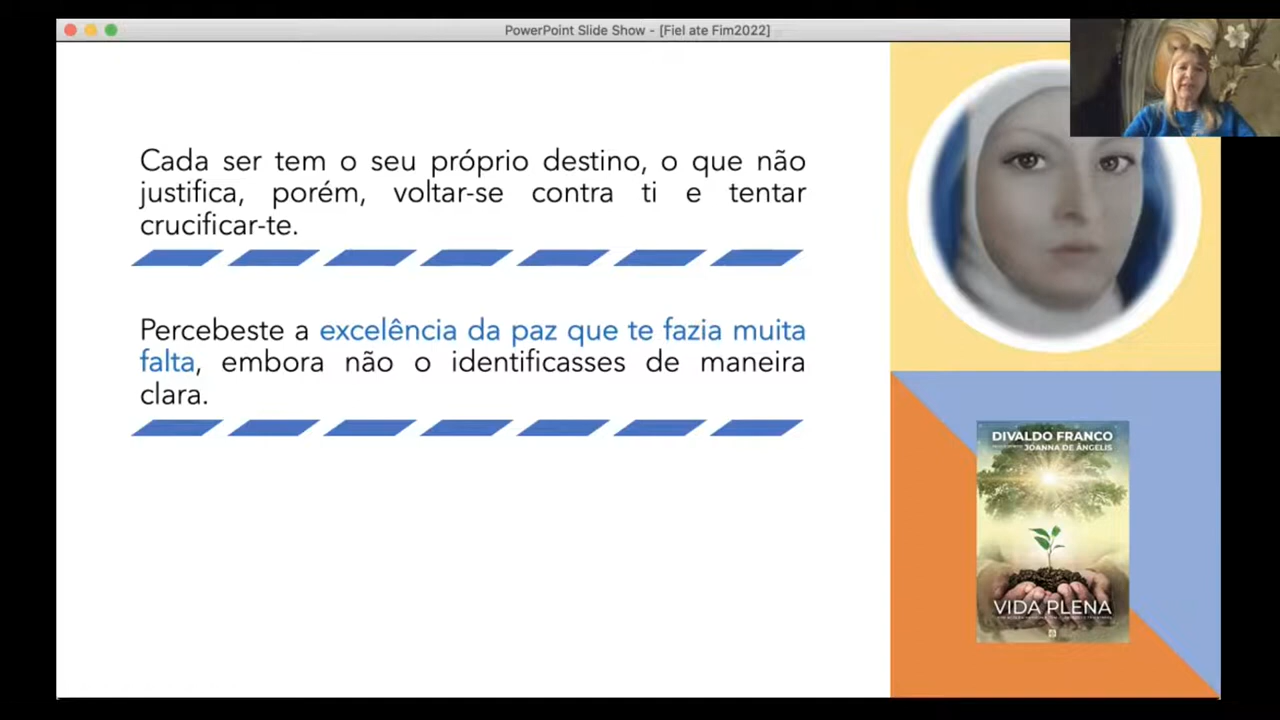 PowerPoint Slide Show - [Fiel ate Fim2022]
Cada ser tem o seu próprio destino, o que não
justifica, porém, voltar-se contra ti e tentar
crucificar-te.
Percebeste a excelência da paz que te fazia muita
falta, embora não o identificasses de maneira
clara.
DIVALDO FRANCO
JOANNA DE ÂNGELIS
VIDA PLENA